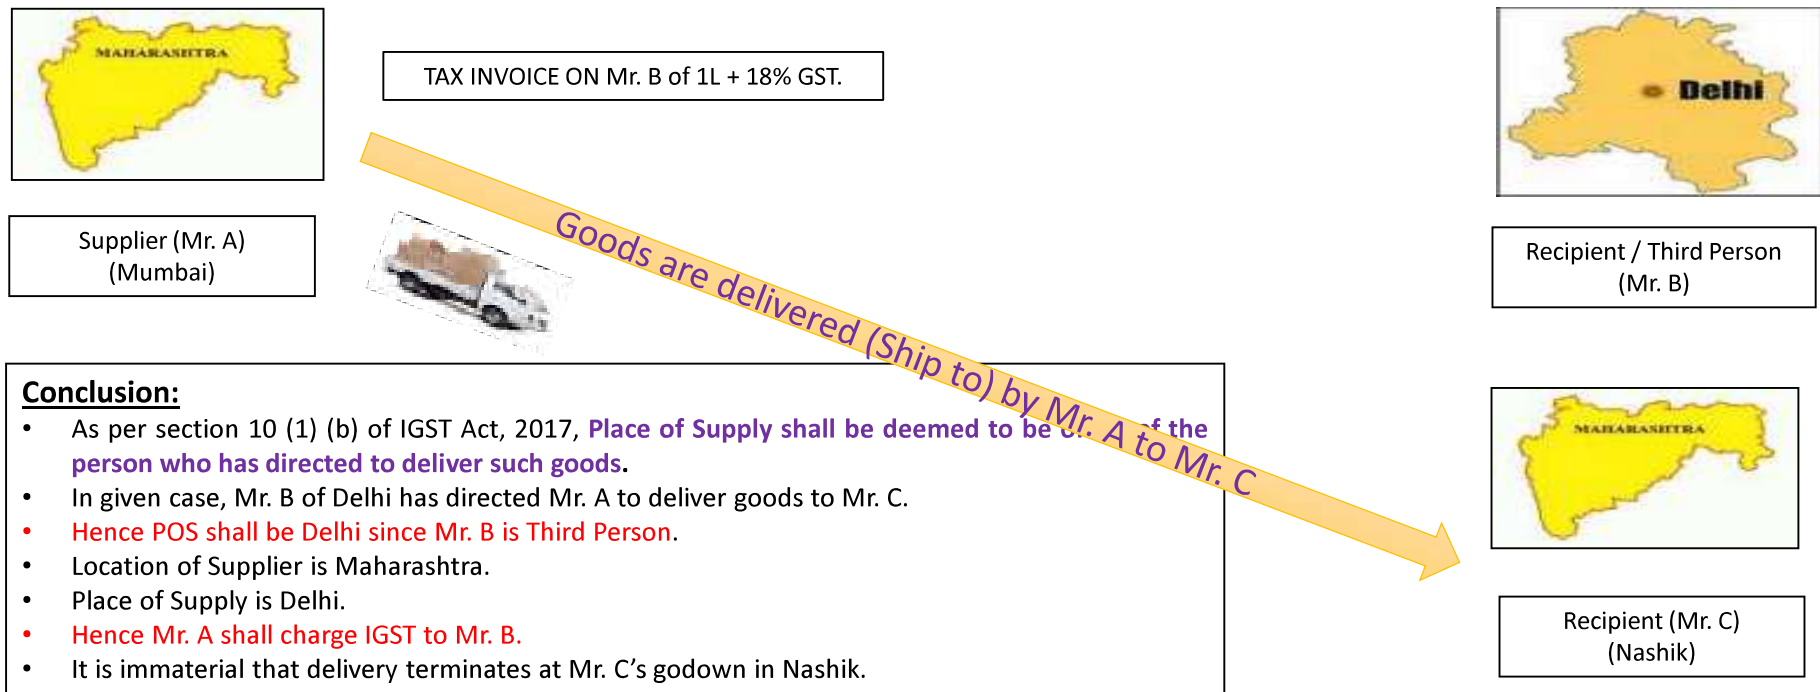 MAHARASHTRA
TAX INVOICE ON Mr. B of 1L + 18% GST.
Delhi
Supplier (Mr. A)
(Mumbai)
Recipient / Third Person
(Mr. B)
Goods are delivered (Ship to) by Mr. A to Mr. C
Conclusion:
• As per section 10 (1) (b) of IGST Act, 2017, Place of Supply shall be deemed to be of the
person who has directed to deliver such goods.
• In given case, Mr. B of Delhi has directed Mr. A to deliver goods to Mr. C.
• Hence POS shall be Delhi since Mr. B is Third Person.
• Location of Supplier is Maharashtra.
• Place of Supply is Delhi.
• Hence Mr. A shall charge IGST to Mr. B.
• It is immaterial that delivery terminates at Mr. C’s godown in Nashik.
MAHARASHTRA
Recipient (Mr. C)
(Nashik)